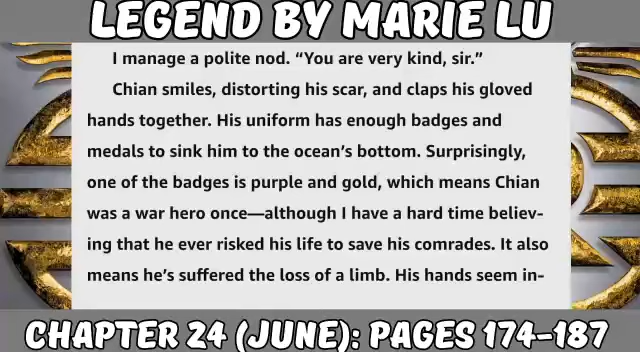 LEGEND BY MARIE LU
I manage a polite nod. “You are very kind, sir.”
Chian smiles, distorting his scar, and claps his gloved
hands together. His uniform has enough badges and
medals to sink him to the ocean’s bottom. Surprisingly,
one of the badges is purple and gold, which means Chian
was a war hero once—although I have a hard time believ-
ing that he ever risked his life to save his comrades. It also
means he’s suffered the loss of a limb. His hands seem in-
CHAPTER 24 (JUNE): PAGES 174-187